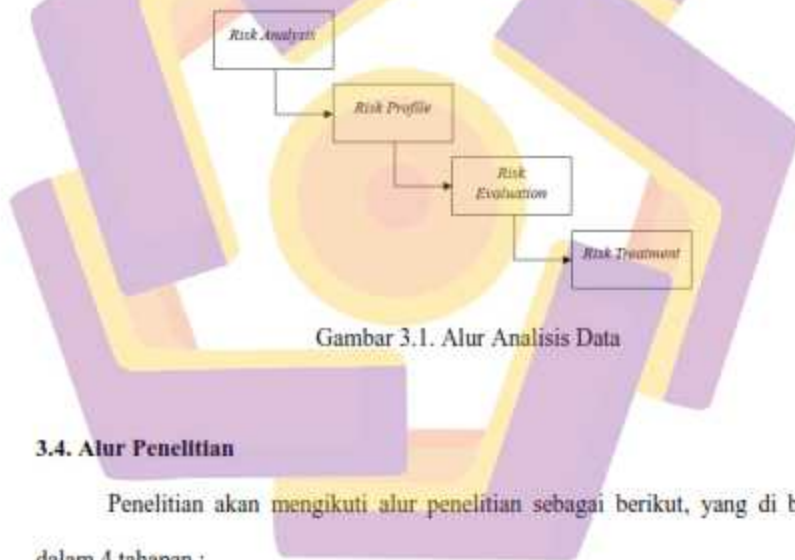 Risk Analysis
Risk Profile
Risk
Evaluation
Risk Treatment
Gambar 3.1. Alur Analisis Data
3.4. Alur Penelitian
Penelitian akan mengikuti alur penelitian sebagai berikut, yang di b
dalam 4 tahapan :